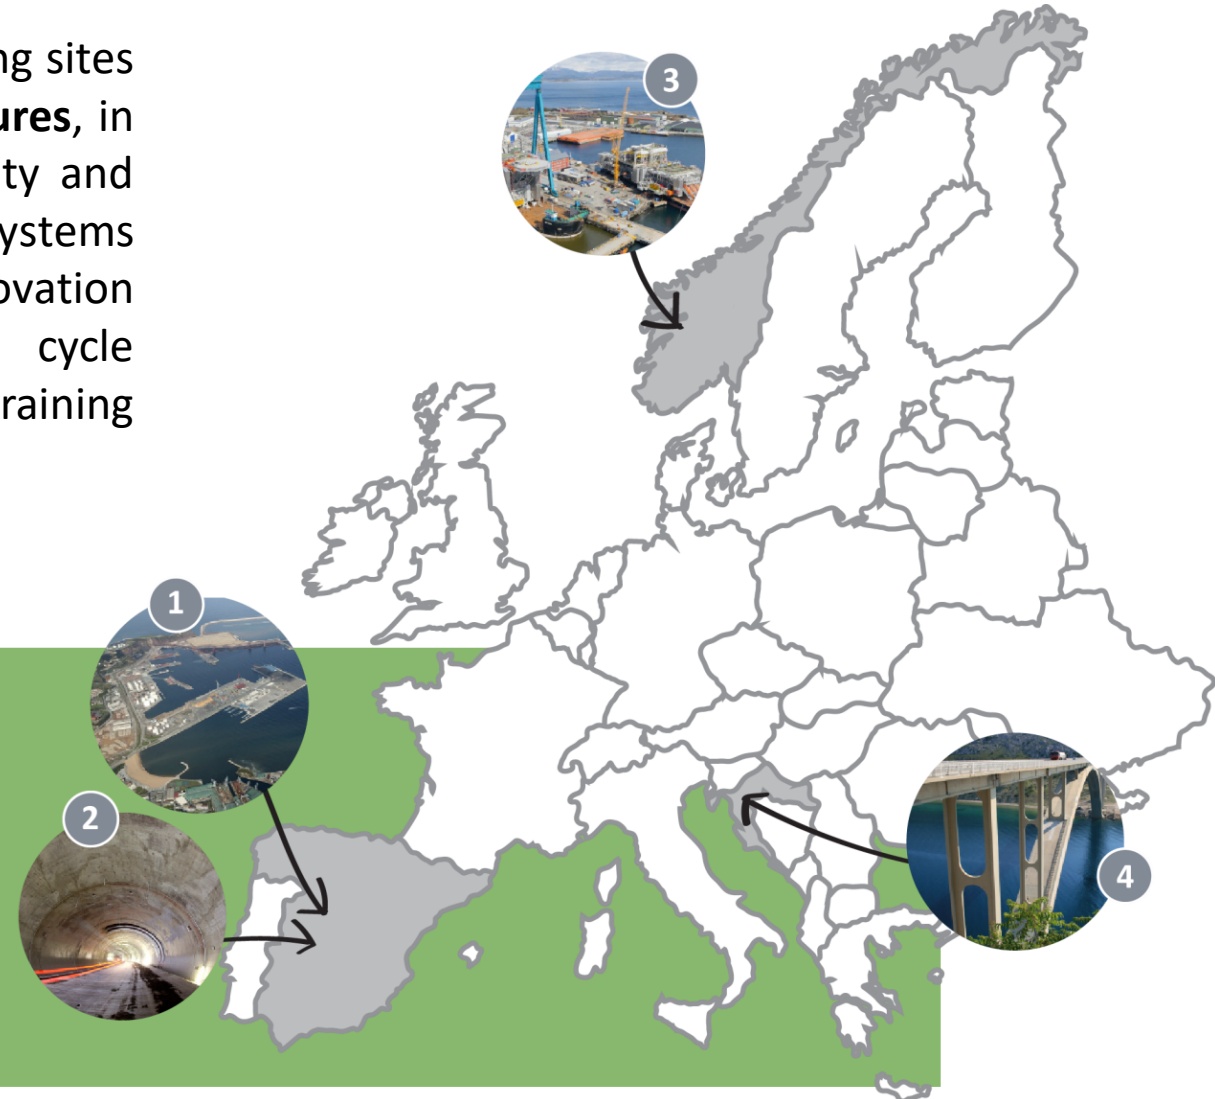 ng sites
ures, in
ty and
ystems
ovation
cycle
raining
3
1
2
4